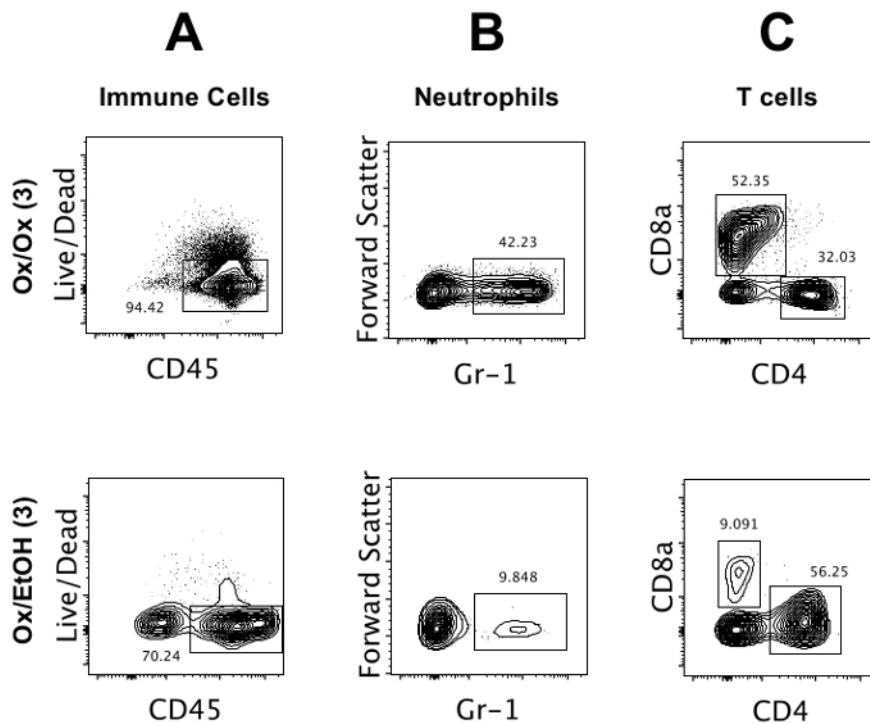 A B C
Immune Cells Neutrophils T cells
Ox/Ox (3)
Live/Dead
94.42
CD45
Forward Scatter
42.23
Gr-1
CD8a
52.35
32.03
CD4
Ox/EtOH (3)
Live/Dead
70.24
CD45
Forward Scatter
9.848
Gr-1
CD8a
9.091
56.25
CD4